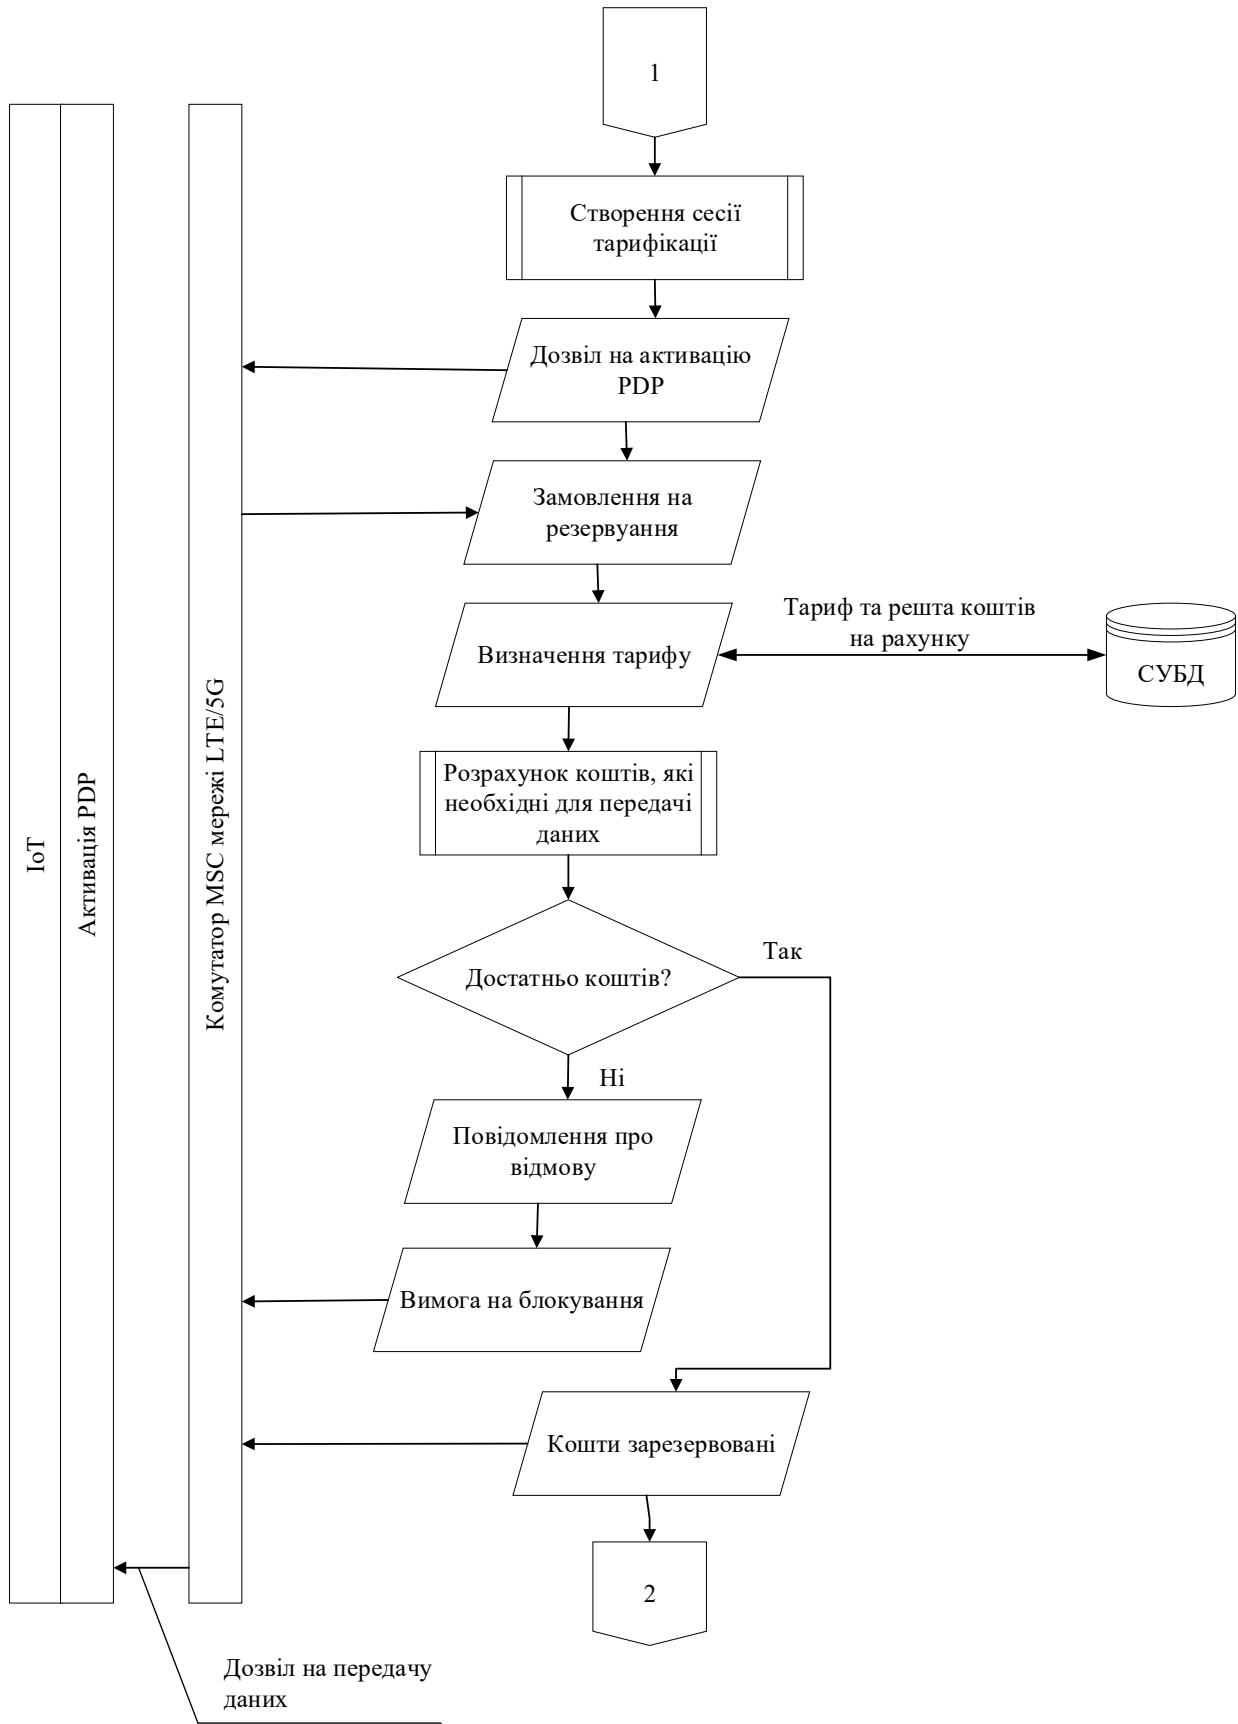 1
Створення сесії
тарифікації
Дозвіл на активацію
PDP
Замовлення на
резервуання
Визначення тарифу
Тариф та решта коштів
на рахунку
СУБД
Розрахунок коштів, які
необхідні для передачі
даних
Достатньо коштів?
Так
Ні
Повідомлення про
відмову
Вимога на блокування
Кошти зарезервовані
2
IoT
Активація PDP
Комутатор MSC мережі LTE/5G
Дозвіл на передачу
даних